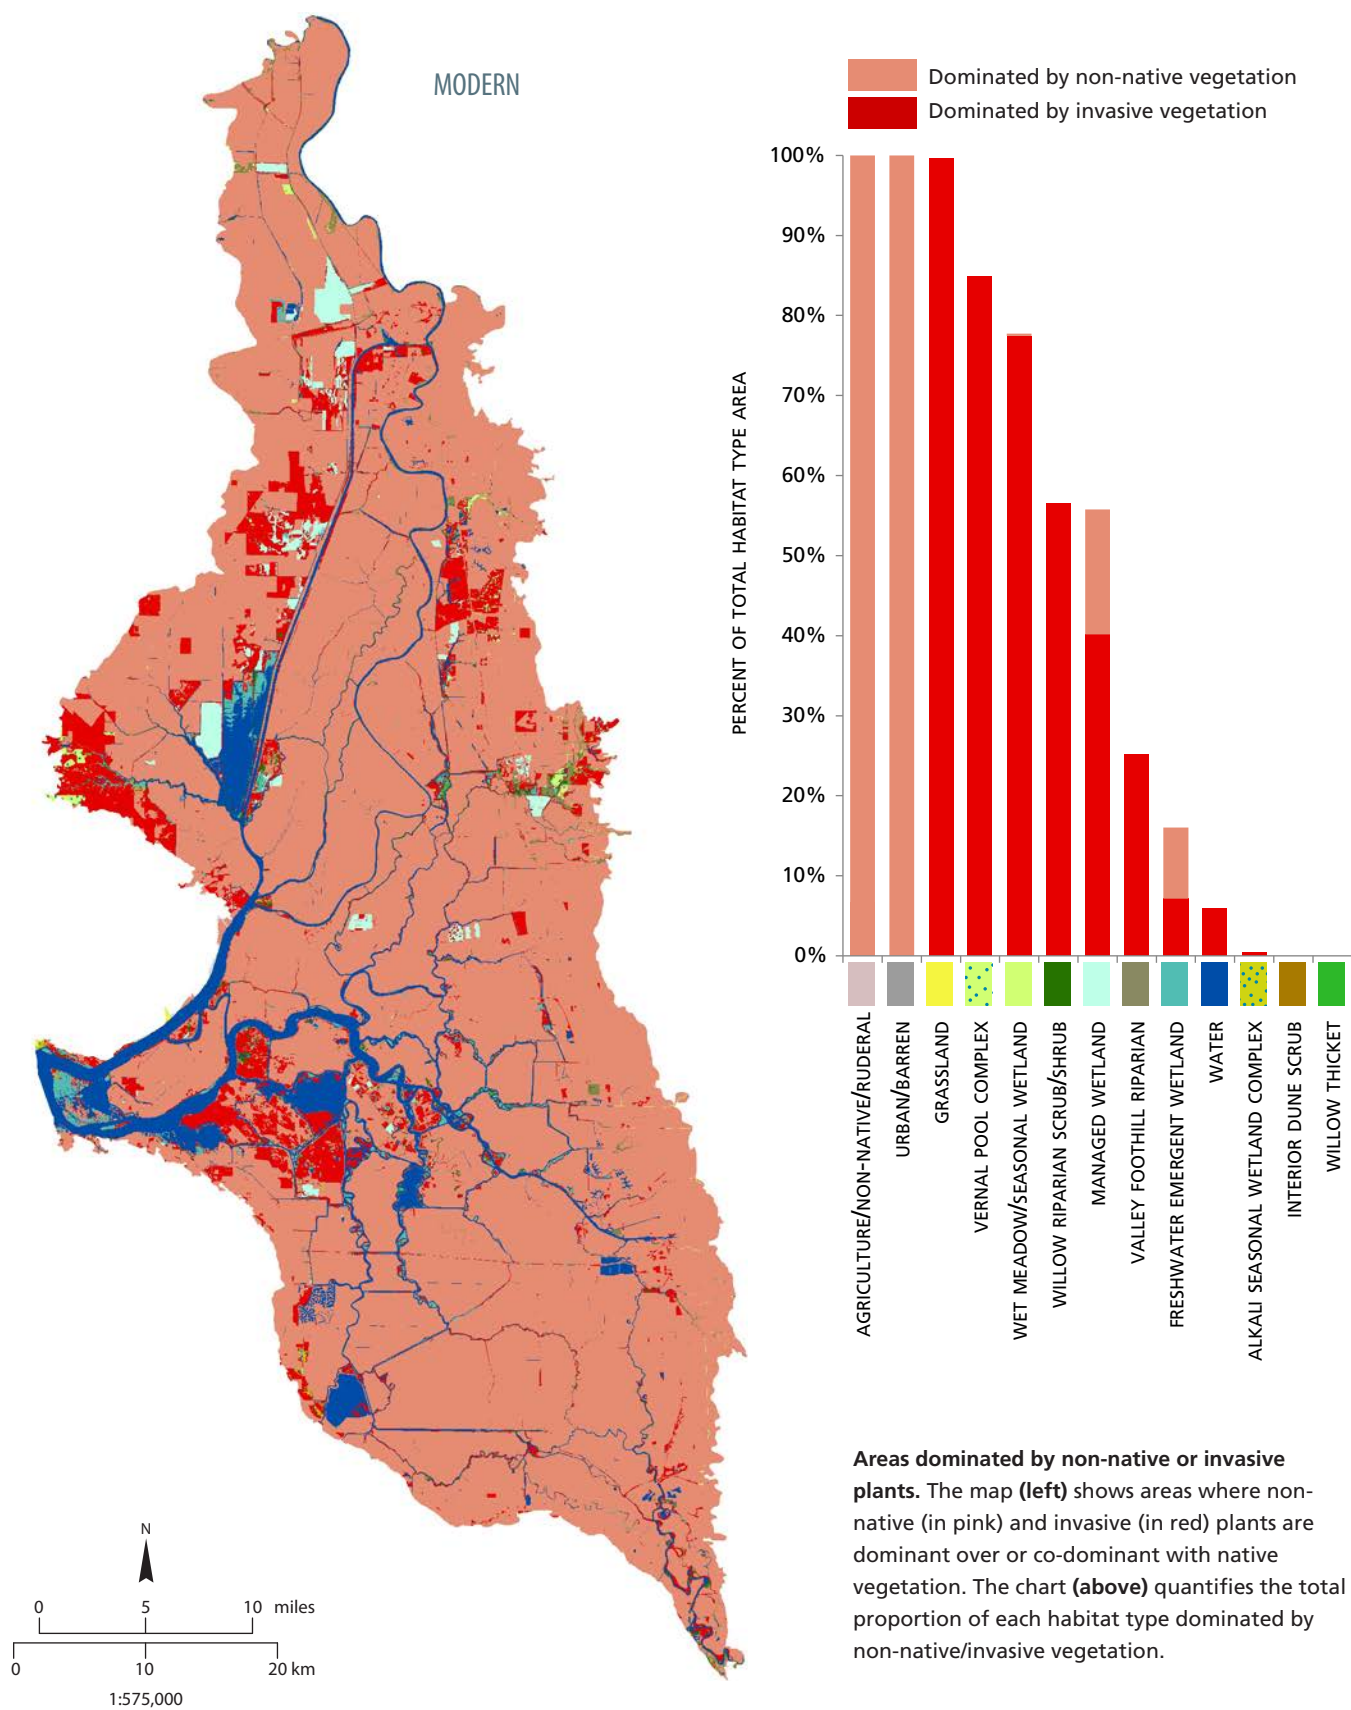 MODERN
Dominated by non-native vegetation
Dominated by invasive vegetation
PERCENT OF TOTAL HABITAT TYPE AREA
100%
90%
80%
70%
60%
50%
40%
30%
20%
10%
0%
AGRICULTURE/NON-NATIVE/RUDERAL
URBAN/BARREN
GRASSLAND
VERNAL POOL COMPLEX
WET MEADOW/SEASONAL WETLAND
WILLOW RIPARIAN SCRUB/SHRUB
MANAGED WETLAND
VALLEY FOOTHILL RIPARIAN
FRESHWATER EMERGENT WETLAND
WATER
ALKALI SEASONAL WETLAND COMPLEX
INTERIOR DUNE SCRUB
WILLOW THICKET
N
0 5 10 miles
0 10 20 km
1:575,000
Areas dominated by non-native or invasive
plants. The map (left) shows areas where non-
native (in pink) and invasive (in red) plants are
dominant over or co-dominant with native
vegetation. The chart (above) quantifies the total
proportion of each habitat type dominated by
non-native/invasive vegetation.